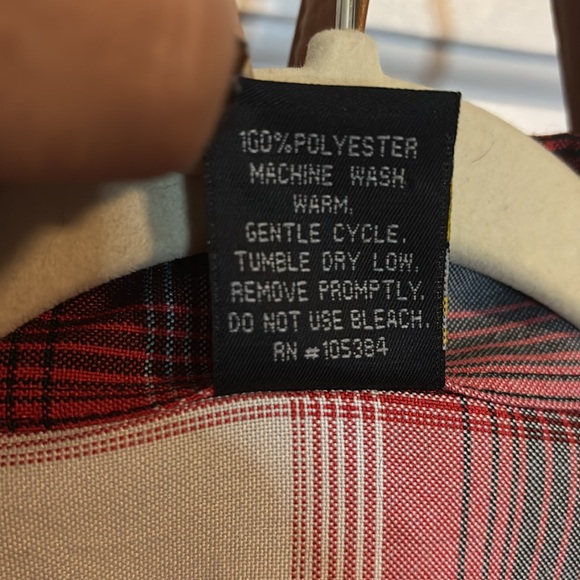 100%POLYESTER
MACHINE WASH
WARM.
GENTLE CYCLE.
TUMBLE DRY LOW.
REMOVE PROMPTLY.
DO NOT USE BLEACH.
RN #105384